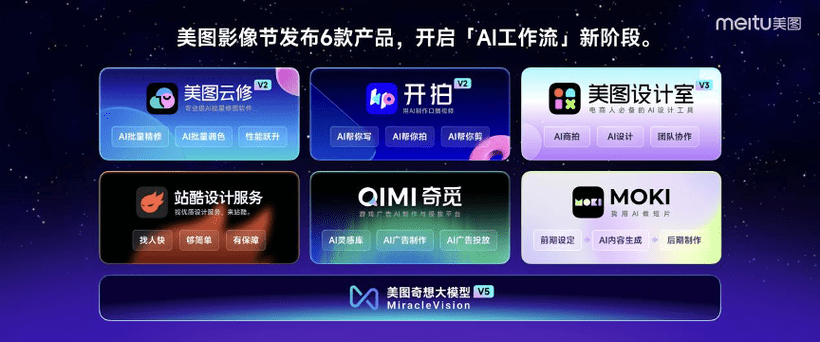 meitu美图
美图影像节发布6款产品，开启「AI工作流」新阶段。
美图云修 V2
专业级AI批量修图软件
AI批量精修 AI批量调色 性能跃升
开拍 V2
用AI制作口播视频
AI帮你写 AI帮你拍 AI帮你剪
美图设计室 V3
电商人必备的AI设计工具
AI商拍 AI设计 团队协作
站酷设计服务
找优质设计服务，来站酷。
找人快 够简单 有保障
QIMI 奇觅
游戏广告AI制作与投放平台
AI灵感库 AI广告制作 AI广告投放
MOKI
MOKI
我用AI做短片
前期设定 AI内容生成 后期制作
美图奇想大模型 V5
MiracleVision